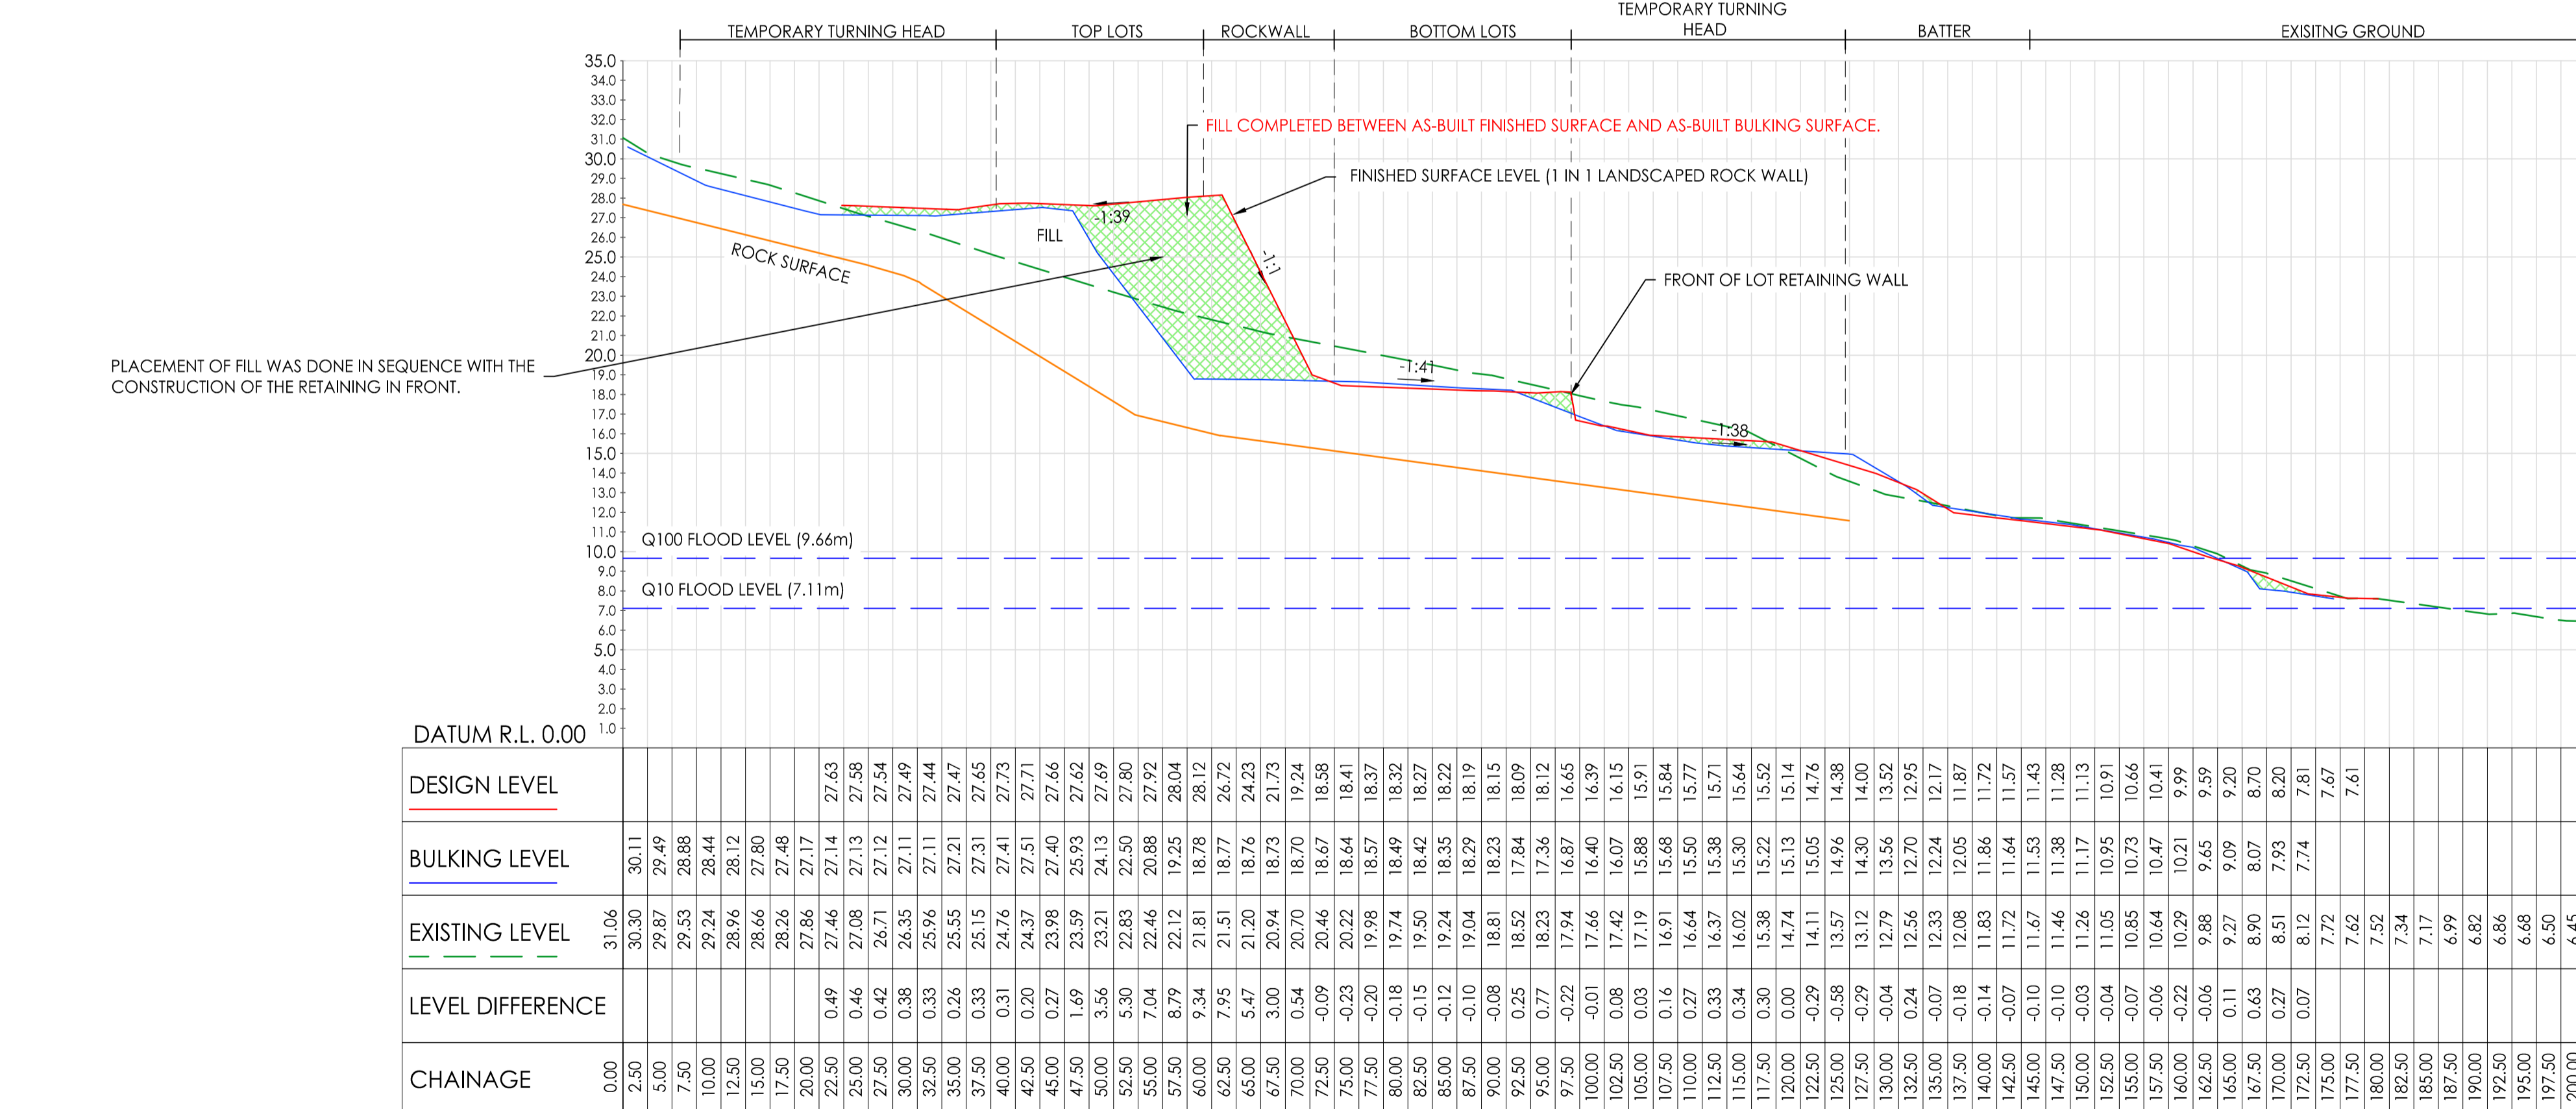 TEMPORARY TURNING HEAD
TOP LOTS
ROCKWALL
BOTTOM LOTS
TEMPORARY TURNING
HEAD
BATTER
EXISITNG GROUND
35.0
34.0
33.0
32.0
31.0
30.0
29.0
28.0
27.0
26.0
25.0
24.0
23.0
22.0
21.0
20.0
19.0
18.0
17.0
16.0
15.0
14.0
13.0
12.0
11.0
10.0
9.0
8.0
7.0
6.0
5.0
4.0
3.0
2.0
1.0
FILL COMPLETED BETWEEN AS-BUILT FINISHED SURFACE AND AS-BUILT BULKING SURFACE.
FINISHED SURFACE LEVEL (1 IN 1 LANDSCAPED ROCK WALL)
-1:39
FILL
ROCK SURFACE
-1:1
FRONT OF LOT RETAINING WALL
PLACEMENT OF FILL WAS DONE IN SEQUENCE WITH THE
CONSTRUCTION OF THE RETAINING IN FRONT.
-1:41
-1:38
Q100 FLOOD LEVEL (9.66m)
Q10 FLOOD LEVEL (7.11m)
DATUM R.L. 0.00
DESIGN LEVEL 27.63 27.58 27.54 27.49 27.44 27.47 27.65 27.73 27.71 27.66 27.62 27.69 27.80 27.92 28.04 28.12 26.72 24.23 21.73 19.24 18.58 18.41 18.37 18.32 18.27 18.22 18.19 18.15 18.09 18.12 16.65 16.39 16.15 15.91 15.84 15.77 15.71 15.64 15.52 15.14 14.76 14.38 14.00 13.52 12.95 12.17 11.87 11.72 11.57 11.43 11.28 11.13 10.91 10.66 10.41 9.99 9.59 9.20 8.70 8.20 7.81 7.67 7.61
BULKING LEVEL 30.11 29.49 28.88 28.44 28.12 27.80 27.48 27.17 27.14 27.13 27.12 27.11 27.11 27.21 27.31 27.41 27.51 27.40 25.93 24.13 22.50 20.88 19.25 18.78 18.77 18.76 18.73 18.70 18.67 18.64 18.57 18.49 18.42 18.35 18.29 18.23 17.84 17.36 16.87 16.40 16.07 15.88 15.68 15.50 15.38 15.30 15.22 15.13 15.05 14.96 14.30 13.56 12.70 12.24 12.05 11.86 11.64 11.53 11.38 11.17 10.95 10.73 10.47 10.21 9.65 9.09 8.07 7.93 7.74
EXISTING LEVEL 31.06 30.30 29.87 29.53 29.24 28.96 28.66 28.26 27.86 27.46 27.08 26.71 26.35 25.96 25.55 25.15 24.76 24.37 23.98 23.59 23.21 22.83 22.46 22.12 21.81 21.51 21.20 20.94 20.70 20.46 20.22 19.98 19.74 19.50 19.24 19.04 18.81 18.52 18.23 17.94 17.66 17.42 17.19 16.91 16.64 16.37 16.02 15.38 14.74 14.11 13.57 13.12 12.79 12.56 12.33 12.08 11.83 11.72 11.67 11.46 11.26 11.05 10.85 10.64 10.29 9.88 9.27 8.90 8.51 8.12 7.72 7.62 7.52 7.34 7.17 6.99 6.82 6.86 6.68 6.50 6.45
LEVEL DIFFERENCE 0.49 0.46 0.42 0.38 0.33 0.26 0.33 0.31 0.20 0.27 1.69 3.56 5.30 7.04 8.79 9.34 7.95 5.47 3.00 0.54 -0.09 -0.23 -0.20 -0.18 -0.15 -0.12 -0.10 -0.08 0.25 0.77 -0.22 -0.01 0.08 0.03 0.16 0.27 0.33 0.34 0.30 0.00 -0.29 -0.58 -0.29 -0.04 0.24 -0.07 -0.18 -0.14 -0.07 -0.10 -0.10 -0.03 -0.04 -0.07 -0.06 -0.22 -0.06 0.11 0.63 0.27 0.07
CHAINAGE 0.00 2.50 5.00 7.50 10.00 12.50 15.00 17.50 20.00 22.50 25.00 27.50 30.00 32.50 35.00 37.50 40.00 42.50 45.00 47.50 50.00 52.50 55.00 57.50 60.00 62.50 65.00 67.50 70.00 72.50 75.00 77.50 80.00 82.50 85.00 87.50 90.00 92.50 95.00 97.50 100.00 102.50 105.00 107.50 110.00 112.50 115.00 117.50 120.00 122.50 125.00 127.50 130.00 132.50 135.00 137.50 140.00 142.50 145.00 147.50 150.00 152.50 155.00 157.50 160.00 162.50 165.00 167.50 170.00 172.50 175.00 177.50 180.00 182.50 185.00 187.50 190.00 192.50 195.00 197.50